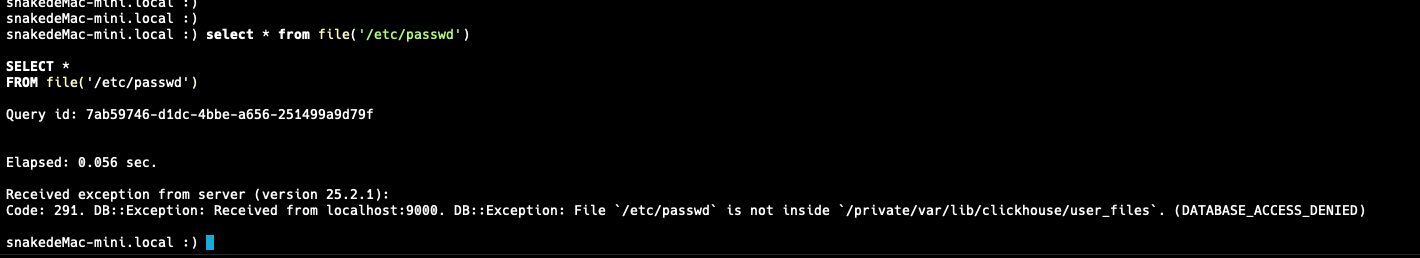 snakedeMac-mini.local :)
snakedeMac-mini.local :)
snakedeMac-mini.local :) select * from file('/etc/passwd')
SELECT *
FROM file('/etc/passwd')
Query id: 7ab59746-d1dc-4bbe-a656-251499a9d79f
Elapsed: 0.056 sec.
Received exception from server (version 25.2.1):
Code: 291. DB::Exception: Received from localhost:9000. DB::Exception: File `/etc/passwd` is not inside `/private/var/lib/clickhouse/user_files`. (DATABASE_ACCESS_DENIED)
snakedeMac-mini.local :)